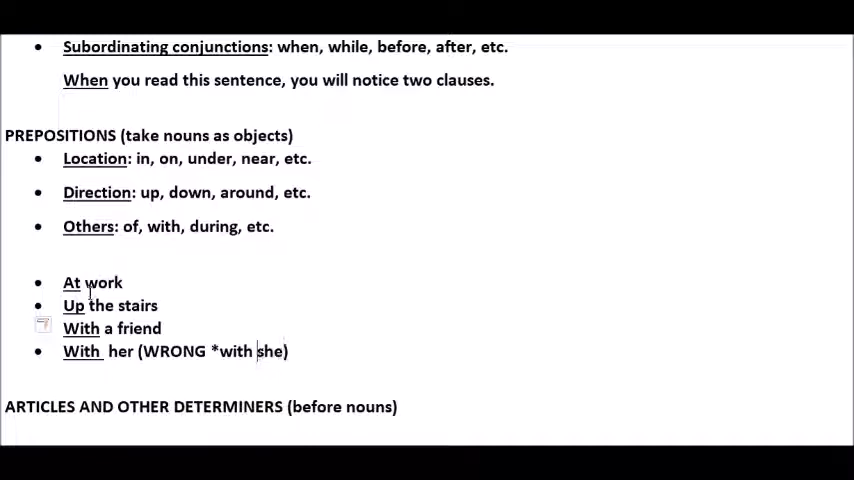 • Subordinating conjunctions: when, while, before, after, etc.
When you read this sentence, you will notice two clauses.
PREPOSITIONS (take nouns as objects)
• Location: in, on, under, near, etc.
• Direction: up, down, around, etc.
• Others: of, with, during, etc.
• At work
• Up the stairs
With a friend
• With her (WRONG *with she)
ARTICLES AND OTHER DETERMINERS (before nouns)